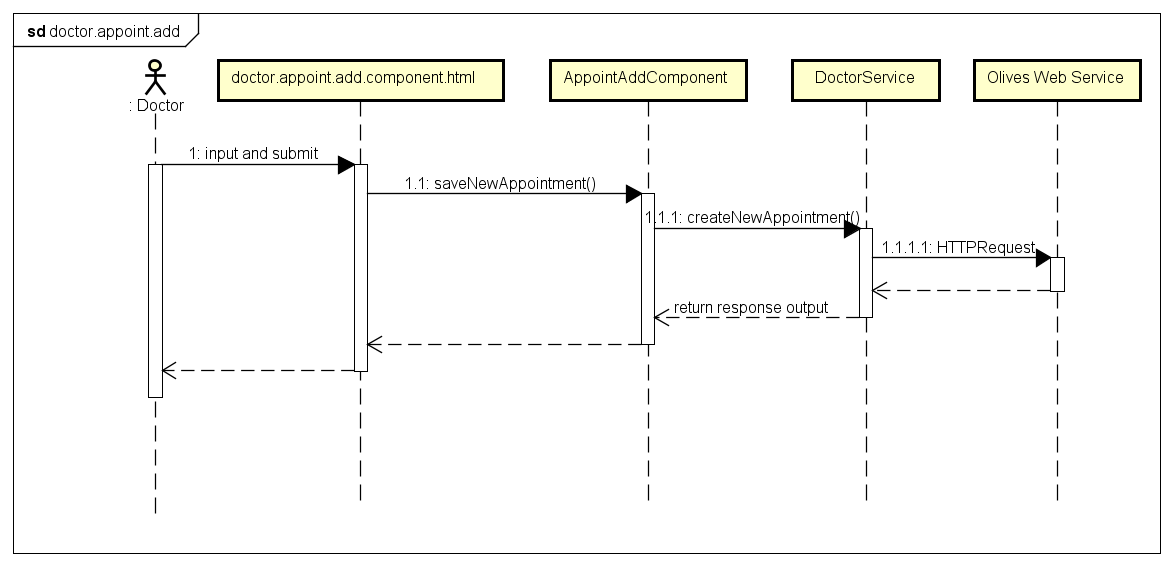 sd doctor.appoint.add
: Doctor
doctor.appoint.add.component.html
AppointAddComponent
DoctorService
Olives Web Service
1: input and submit
1.1: saveNewAppointment()
1.1.1: createNewAppointment()
1.1.1.1: HTTPRequest
return response output